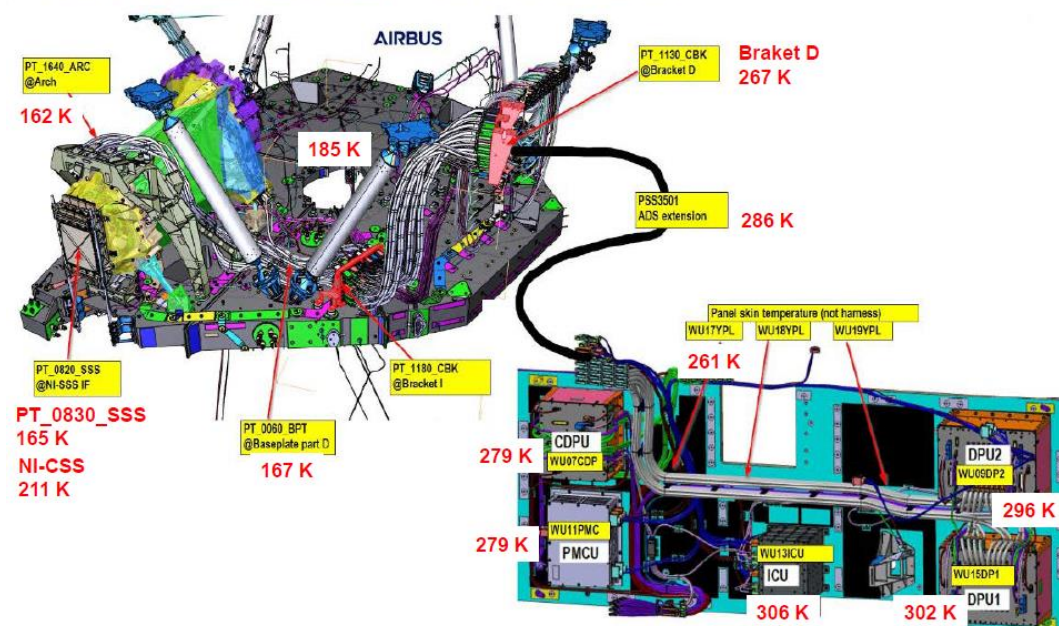 AIRBUS
PT_1640_ARC
@Arch
162 K
185 K
PT_1130_CBK
@Bracket D
Braket D
267 K
PSS3501
ADS extension
286 K
PT_0820_SSS
@NI-SSS IF
PT_0830_SSS
165 K
NI-CSS
211 K
PT_0060_BPT
@Baseplate part D
167 K
PT_1180_CBK
@Bracket I
Panel skin temperature (not harness)
WU17YPL
WU18YPL
WU19YPL
261 K
CDPU
WU07CDP
279 K
DPU2
WU09DP2
296 K
WU11PMC
PMCU
279 K
WU13ICU
ICU
306 K
WU15DP1
DPU1
302 K